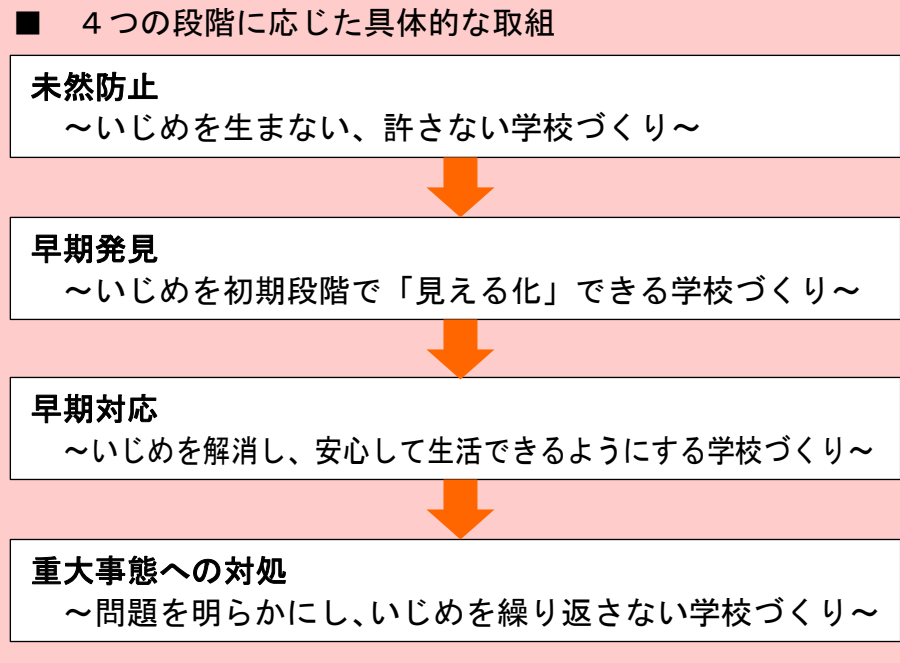 ■　４つの段階に応じた具体的な取組
未然防止
～いじめを生まない、許さない学校づくり～
早期発見
～いじめを初期段階で「見える化」できる学校づくり～
早期対応
～いじめを解消し、安心して生活できるようにする学校づくり～
重大事態への対処
～問題を明らかにし、いじめを繰り返さない学校づくり～